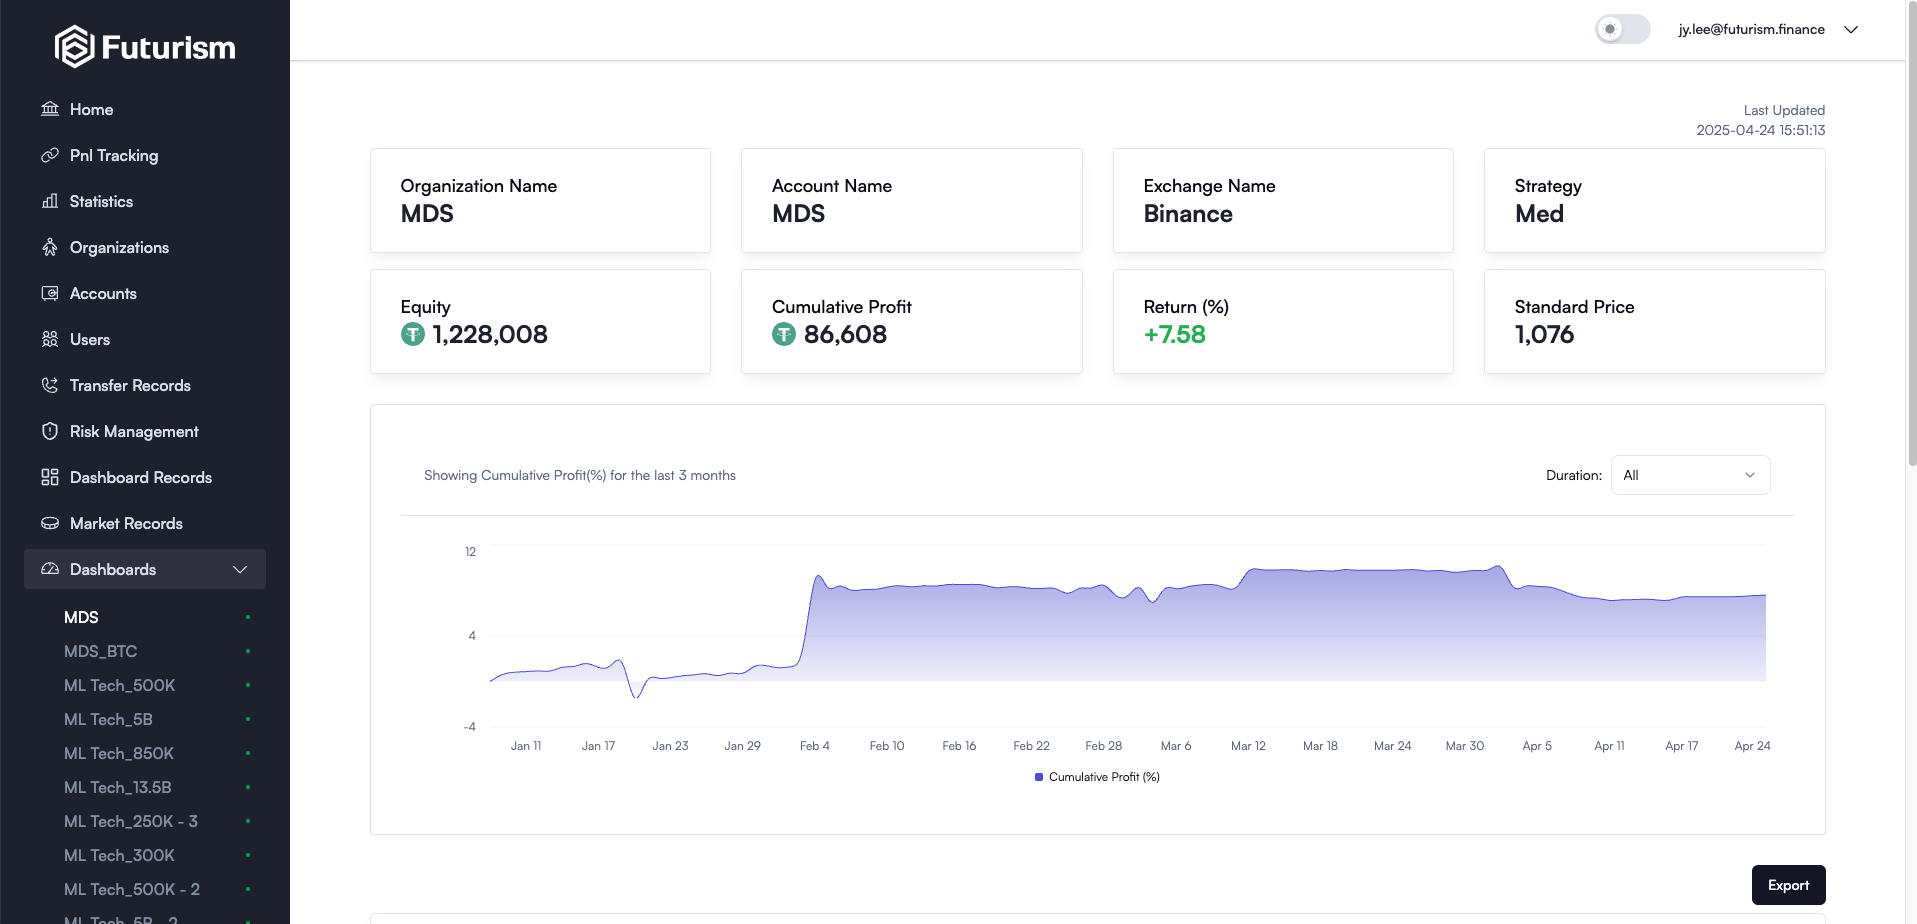 Futurism
Home
Pnl Tracking
Statistics
Organizations
Accounts
Users
Transfer Records
Risk Management
Dashboard Records
Market Records
Dashboards
MDS
MDS_BTC
ML Tech_500K
ML Tech_5B
ML Tech_850K
ML Tech_13.5B
ML Tech_250K - 3
ML Tech_300K
ML Tech_500K - 2
ML Tech_5B - 2
jy.lee@futurism.finance
Last Updated
2025-04-24 15:51:13
Organization Name
MDS
Account Name
MDS
Exchange Name
Binance
Strategy
Med
Equity
1,228,008
Cumulative Profit
86,608
Return (%)
+7.58
Standard Price
1,076
Showing Cumulative Profit(%) for the last 3 months
Duration: All
12
4
-4
Jan 11 Jan 17 Jan 23 Jan 29 Feb 4 Feb 10 Feb 16 Feb 22 Feb 28 Mar 6 Mar 12 Mar 18 Mar 24 Mar 30 Apr 5 Apr 11 Apr 17 Apr 24
Cumulative Profit (%)
Export